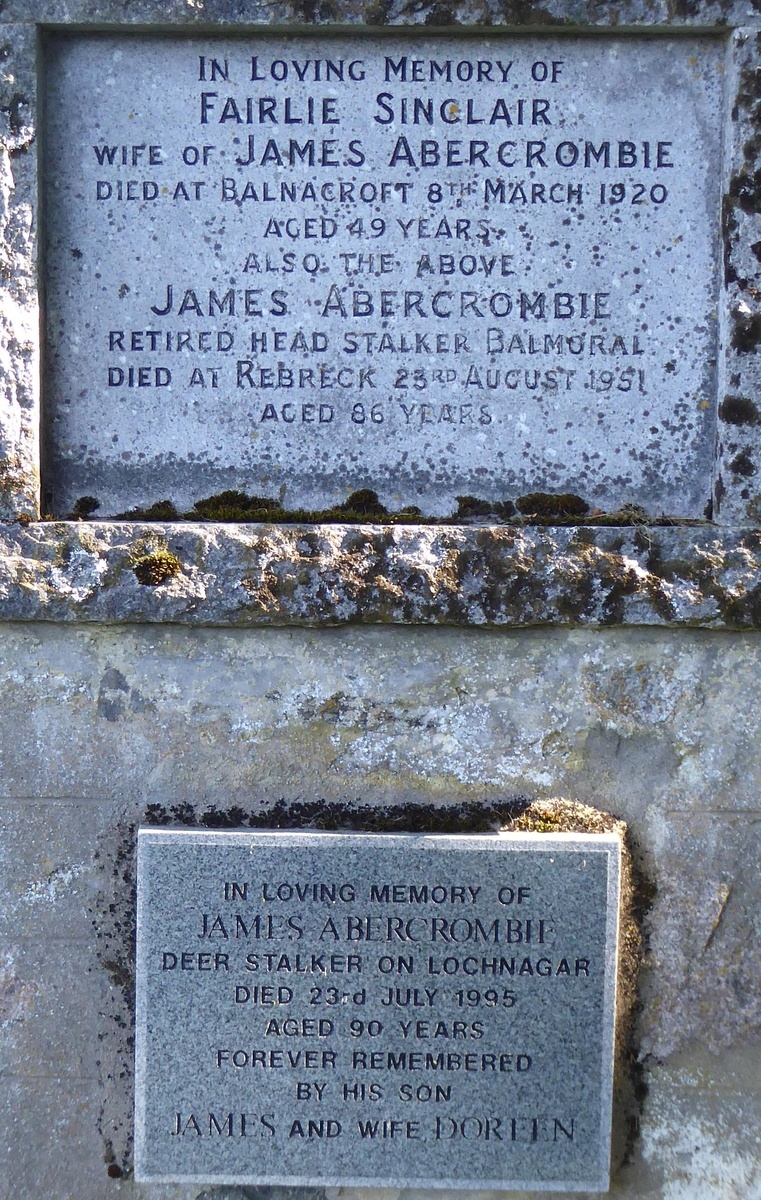 IN LOVING MEMORY OF
FAIRLIE SINCLAIR
WIFE OF JAMES ABERCROMBIE
DIED AT BALNACROFT 8TH MARCH 1920
AGED 49 YEARS.
ALSO THE ABOVE
JAMES ABERCROMBIE
RETIRED HEAD STALKER BALMORAL
DIED AT REBRECK 23RD AUGUST 1951
AGED 86 YEARS.
IN LOVING MEMORY OF
JAMES ABERCROMBIE
DEER STALKER ON LOCHNAGAR
DIED 23rd JULY 1995
AGED 90 YEARS
FOREVER REMEMBERED
BY HIS SON
JAMES AND WIFE DOREEN